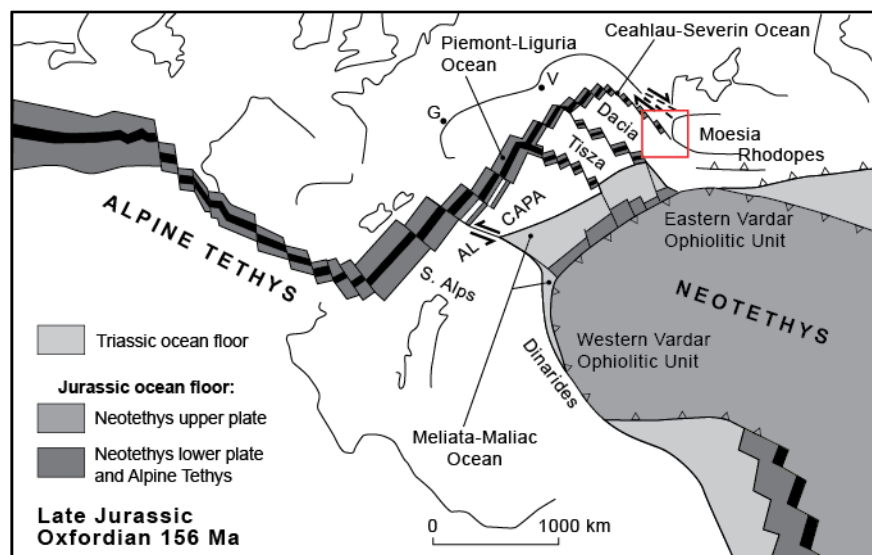 Ceahlau-Severin Ocean
Piemont-Liguria
Ocean
V
G
Dacia
Moesia
Tisza
Rhodopes
CAPA
AL
ALPINE TETHYS
S. Alps
Eastern Vardar
Ophiolitic Unit
NEOTETHYS
Triassic ocean floor
Western Vardar
Ophiolitic Unit
Jurassic ocean floor:
Dinarides
Neotethys upper plate
Meliata-Maliac
Ocean
Neotethys lower plate
and Alpine Tethys
Late Jurassic
Oxfordian 156 Ma
0 1000 km